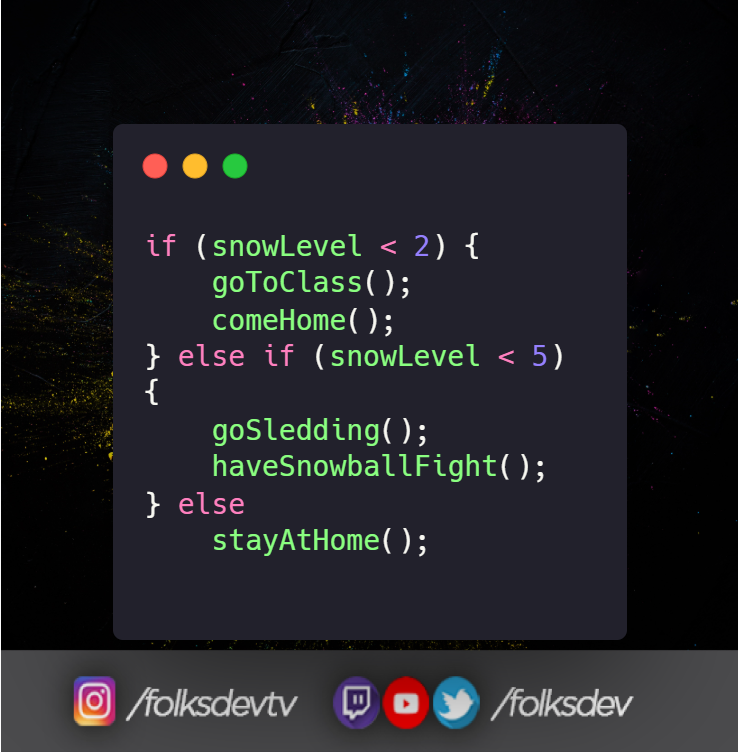 if (snowLevel < 2) {
    goToClass();
    comeHome();
} else if (snowLevel < 5)
{
    goSledding();
    haveSnowballFight();
} else
    stayAtHome();
/folksdevtv /folksdev